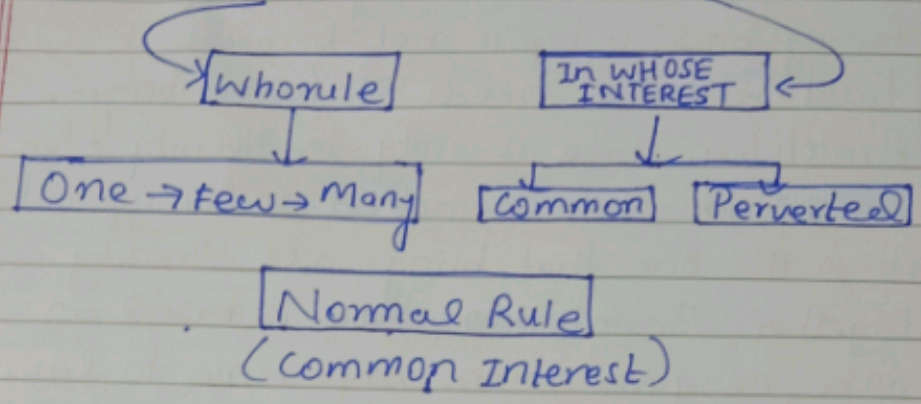 Whorule
In WHOSE
INTEREST
One → Few → Many
Common
Perverted
Normal Rule
(Common Interest)